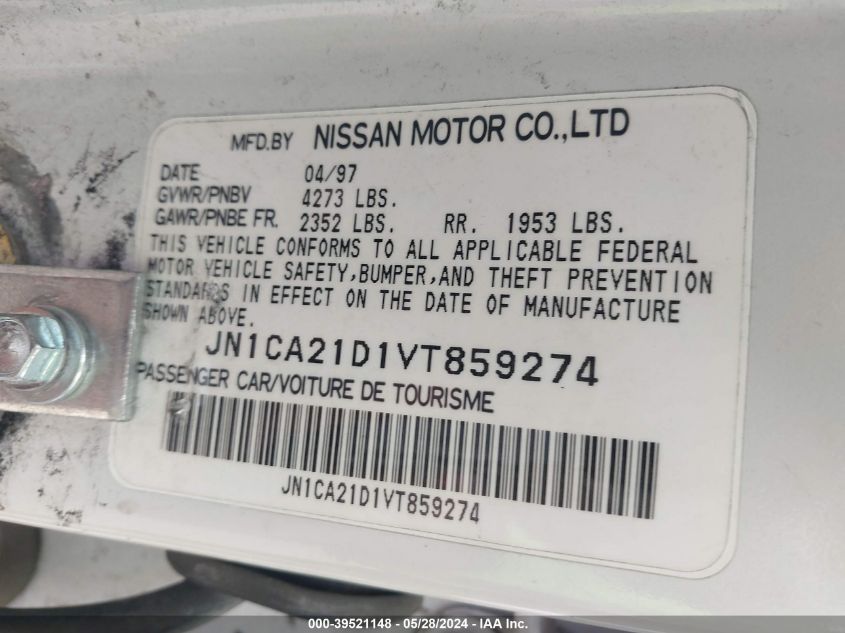 MFD.BY NISSAN MOTOR CO.,LTD
DATE 04/97
GVWR/PNBV 4273 LBS.
GAWR/PNBE FR. 2352 LBS. RR. 1953 LBS.
THIS VEHICLE CONFORMS TO ALL APPLICABLE FEDERAL
MOTOR VEHICLE SAFETY,BUMPER,AND THEFT PREVENTION
STANDARDS IN EFFECT ON THE DATE OF MANUFACTURE
SHOWN ABOVE.
JN1CA21D1VT859274
PASSENGER CAR/VOITURE DE TOURISME
JN1CA21D1VT859274
000-39521148 - 05/28/2024 - IAA Inc.